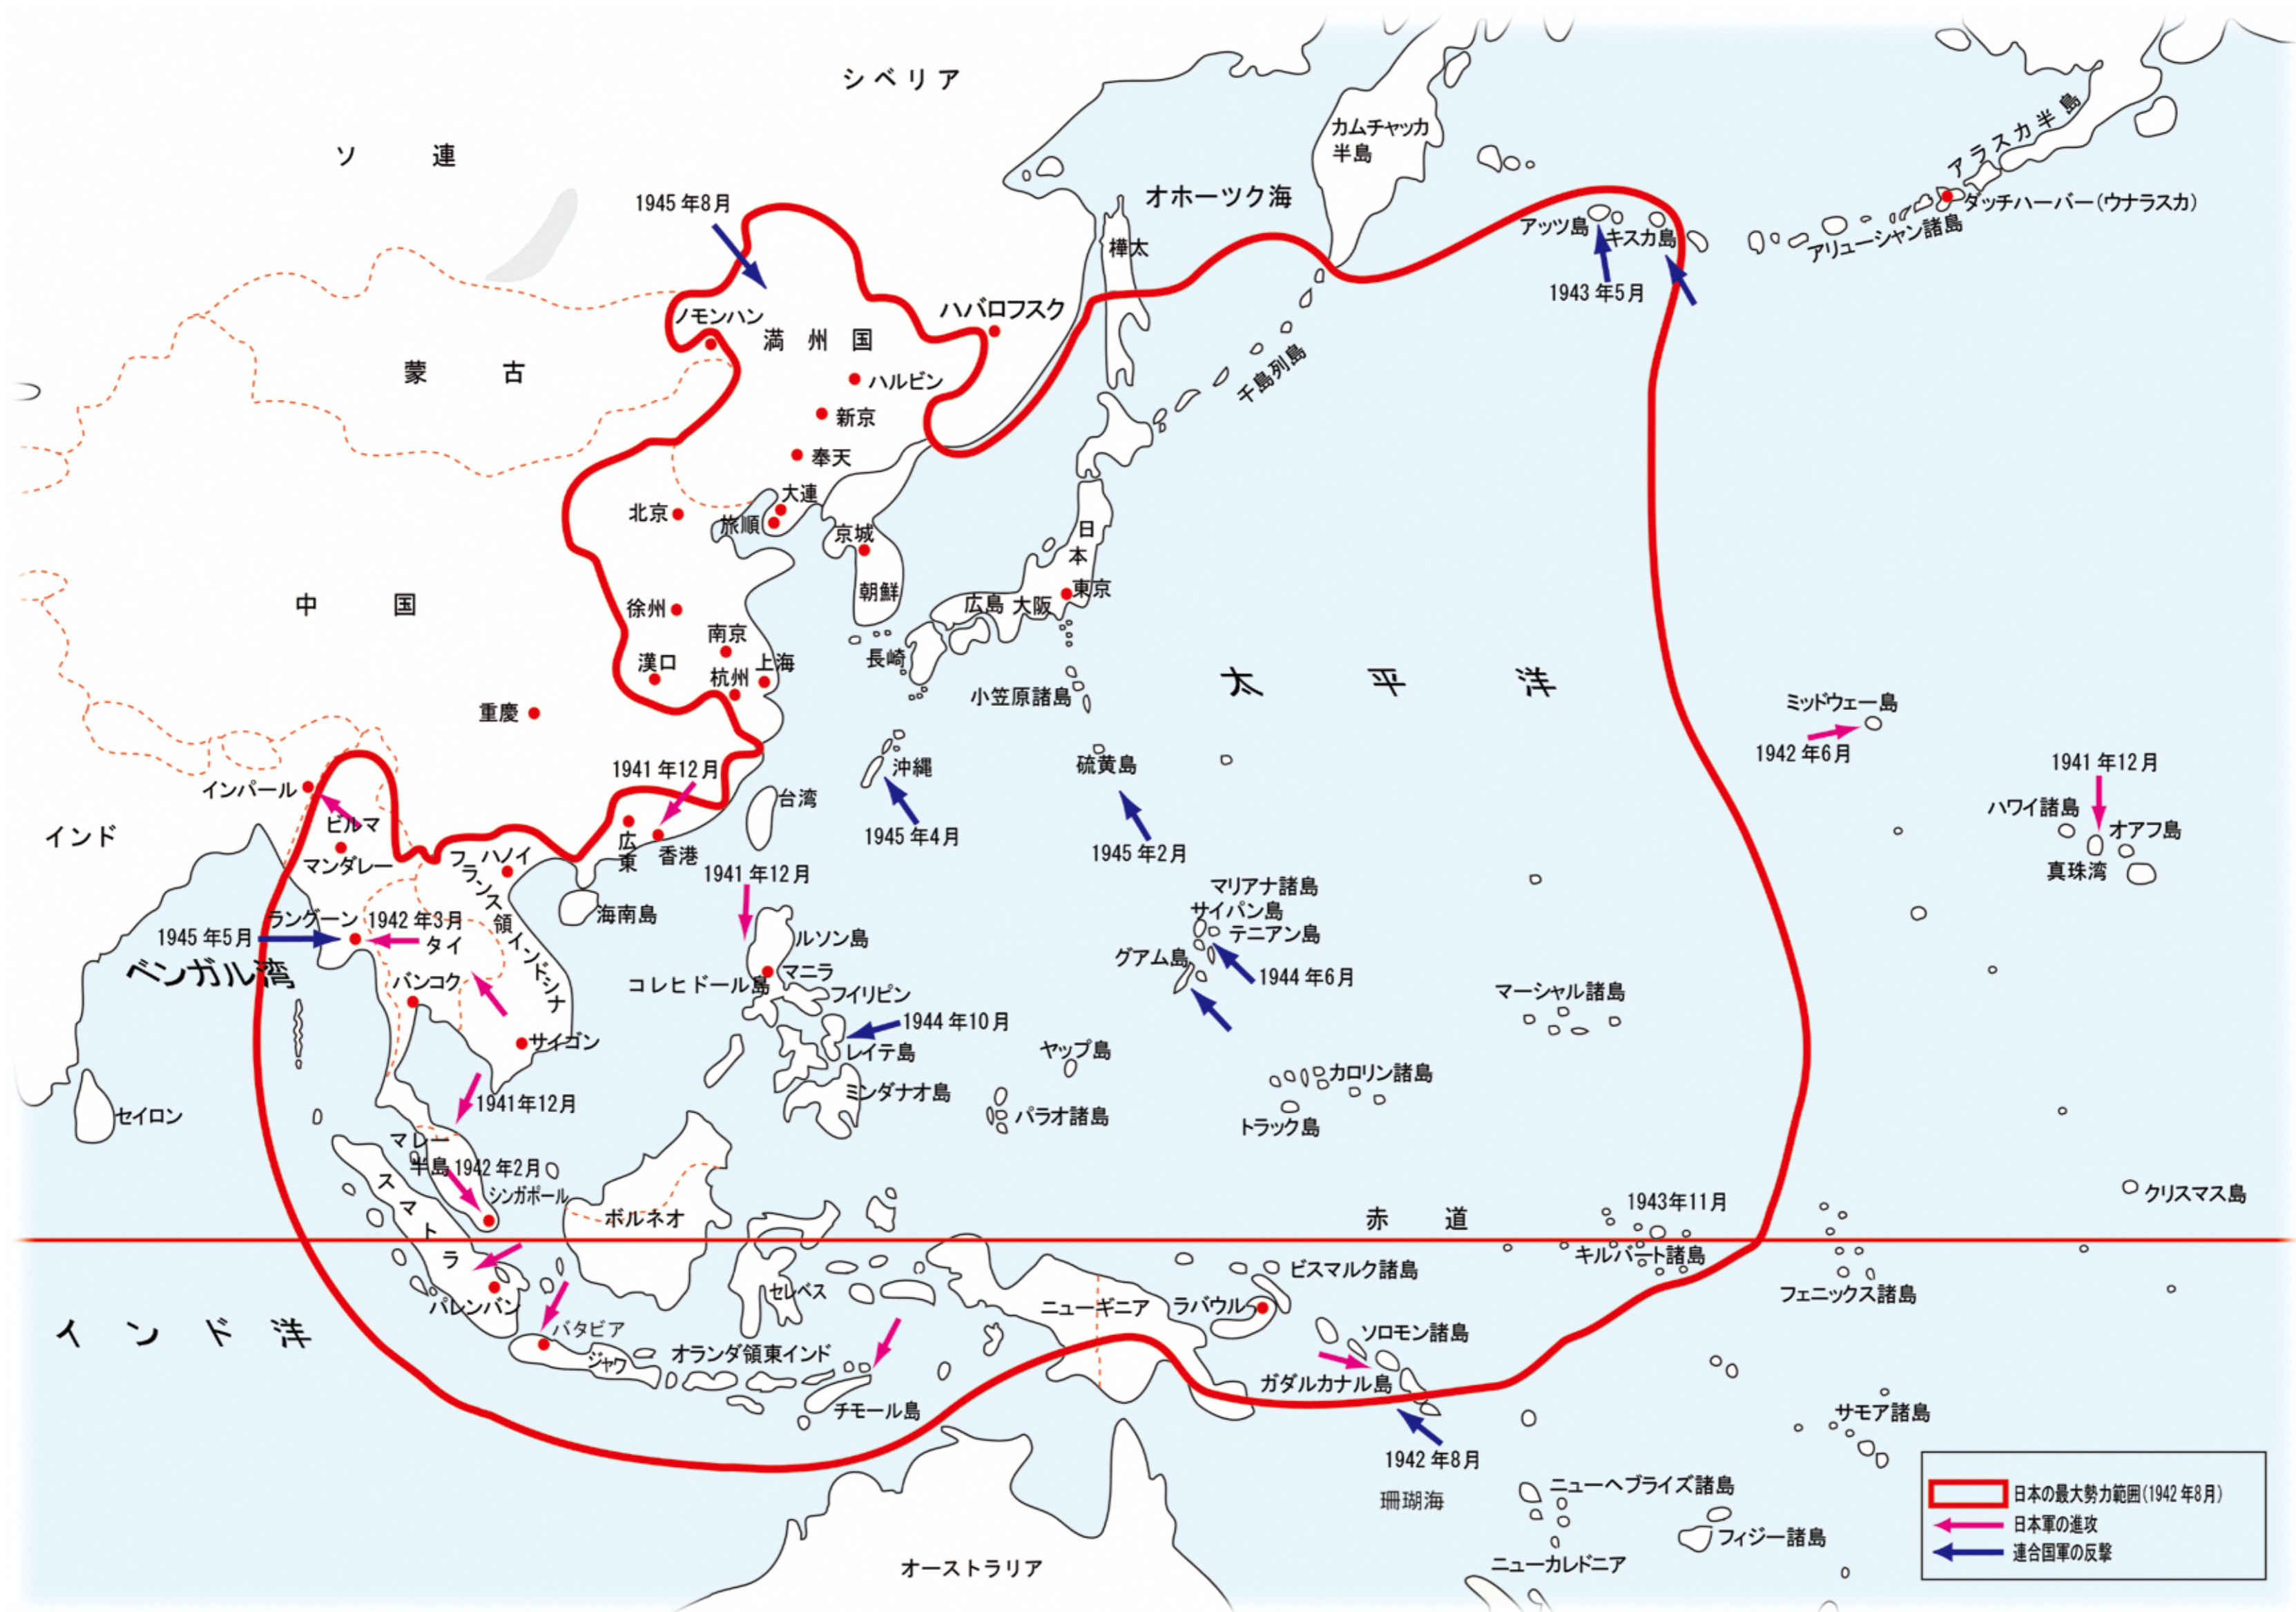 シベリア
ソ連
カムチャッカ
半島
オホーツク海
樺太
アラスカ半島
ダッチハーバー(ウナラスカ)
アリューシャン諸島
アッツ島
キスカ島
1943年5月
1945年8月
ノモンハン
満州国
ハバロフスク
蒙古
ハルビン
新京
奉天
千島列島
大連
旅順
北京
京城
朝鮮
日本
東京
大阪
広島
長崎
中国
徐州
南京
漢口
杭州
上海
重慶
小笠原諸島
太平洋
ミッドウェー島
1942年6月
1941年12月
ハワイ諸島
オアフ島
真珠湾
沖縄
1945年4月
硫黄島
1945年2月
1941年12月
台湾
広東
香港
インパール
ビルマ
マンダレー
インド
フランス領インドシナ
ハノイ
海南島
1941年12月
ルソン島
マニラ
コレヒドール島
フイリピン
1944年10月
レイテ島
ミンダナオ島
ラングーン
1942年3月
1945年5月
タイ
ベンガル湾
バンコク
サイゴン
1941年12月
セイロン
マリアナ諸島
サイパン島
テニアン島
グアム島
1944年6月
マーシャル諸島
ヤップ島
パラオ諸島
カロリン諸島
トラック島
マレー
半島
1942年2月
シンガポール
スマトラ
ボルネオ
赤道
1943年11月
キルバート諸島
クリスマス島
フェニックス諸島
パレンバン
バタビア
ジャワ
セレベス
オランダ領東インド
チモール島
ニューギニア
ビスマルク諸島
ラバウル
ソロモン諸島
ガダルカナル島
1942年8月
珊瑚海
インド洋
オーストラリア
サモア諸島
ニューヘブライズ諸島
フィジー諸島
ニューカレドニア
日本の最大勢力範囲(1942年8月)
日本軍の進攻
連合国軍の反撃